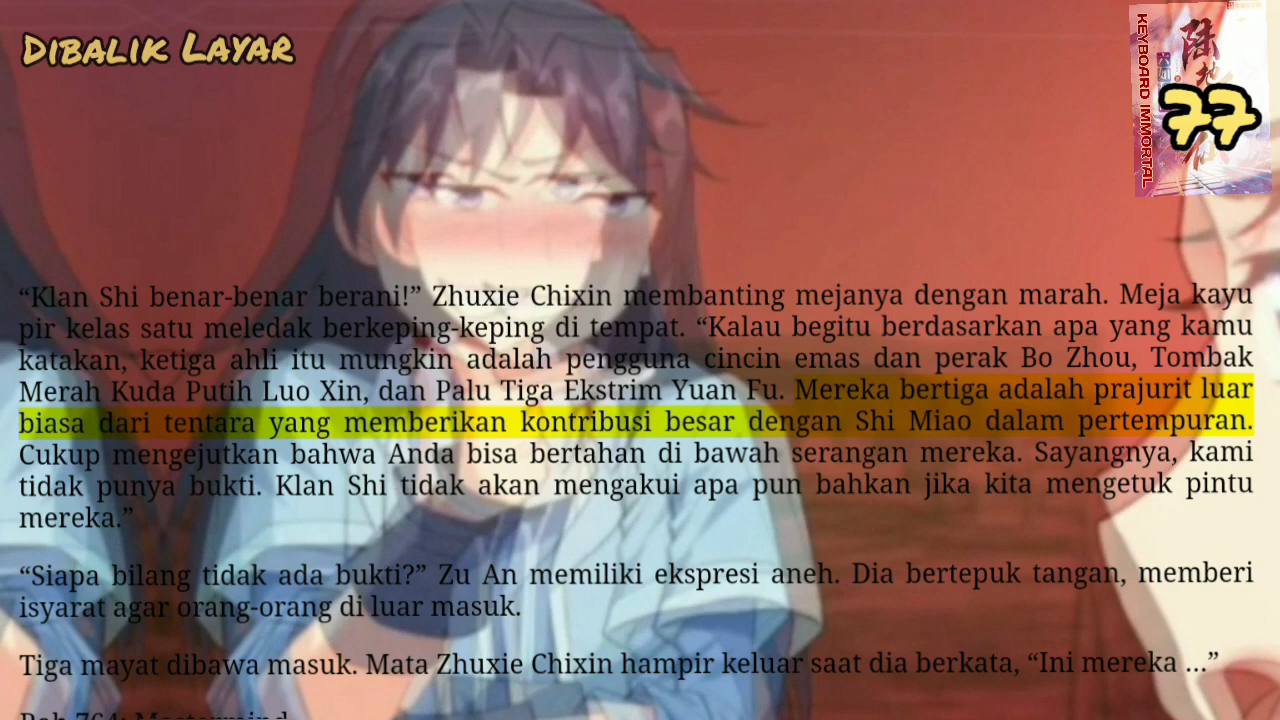 Dibalik Layar
KEYBOARD IMMORTAL
77
“Klan Shi benar-benar berani!” Zhuxie Chixin membanting mejanya dengan marah. Meja kayu
pir kelas satu meledak berkeping-keping di tempat. “Kalau begitu berdasarkan apa yang kamu
katakan, ketiga ahli itu mungkin adalah pengguna cincin emas dan perak Bo Zhou, Tombak
Merah Kuda Putih Luo Xin, dan Palu Tiga Ekstrim Yuan Fu. Mereka bertiga adalah prajurit luar
biasa dari tentara yang memberikan kontribusi besar dengan Shi Miao dalam pertempuran.
Cukup mengejutkan bahwa Anda bisa bertahan di bawah serangan mereka. Sayangnya, kami
tidak punya bukti. Klan Shi tidak akan mengakui apa pun bahkan jika kita mengetuk pintu
mereka.”
“Siapa bilang tidak ada bukti?” Zu An memiliki ekspresi aneh. Dia bertepuk tangan, memberi
isyarat agar orang-orang di luar masuk.
Tiga mayat dibawa masuk. Mata Zhuxie Chixin hampir keluar saat dia berkata, “Ini mereka ...”
Bab 764: Mastermind